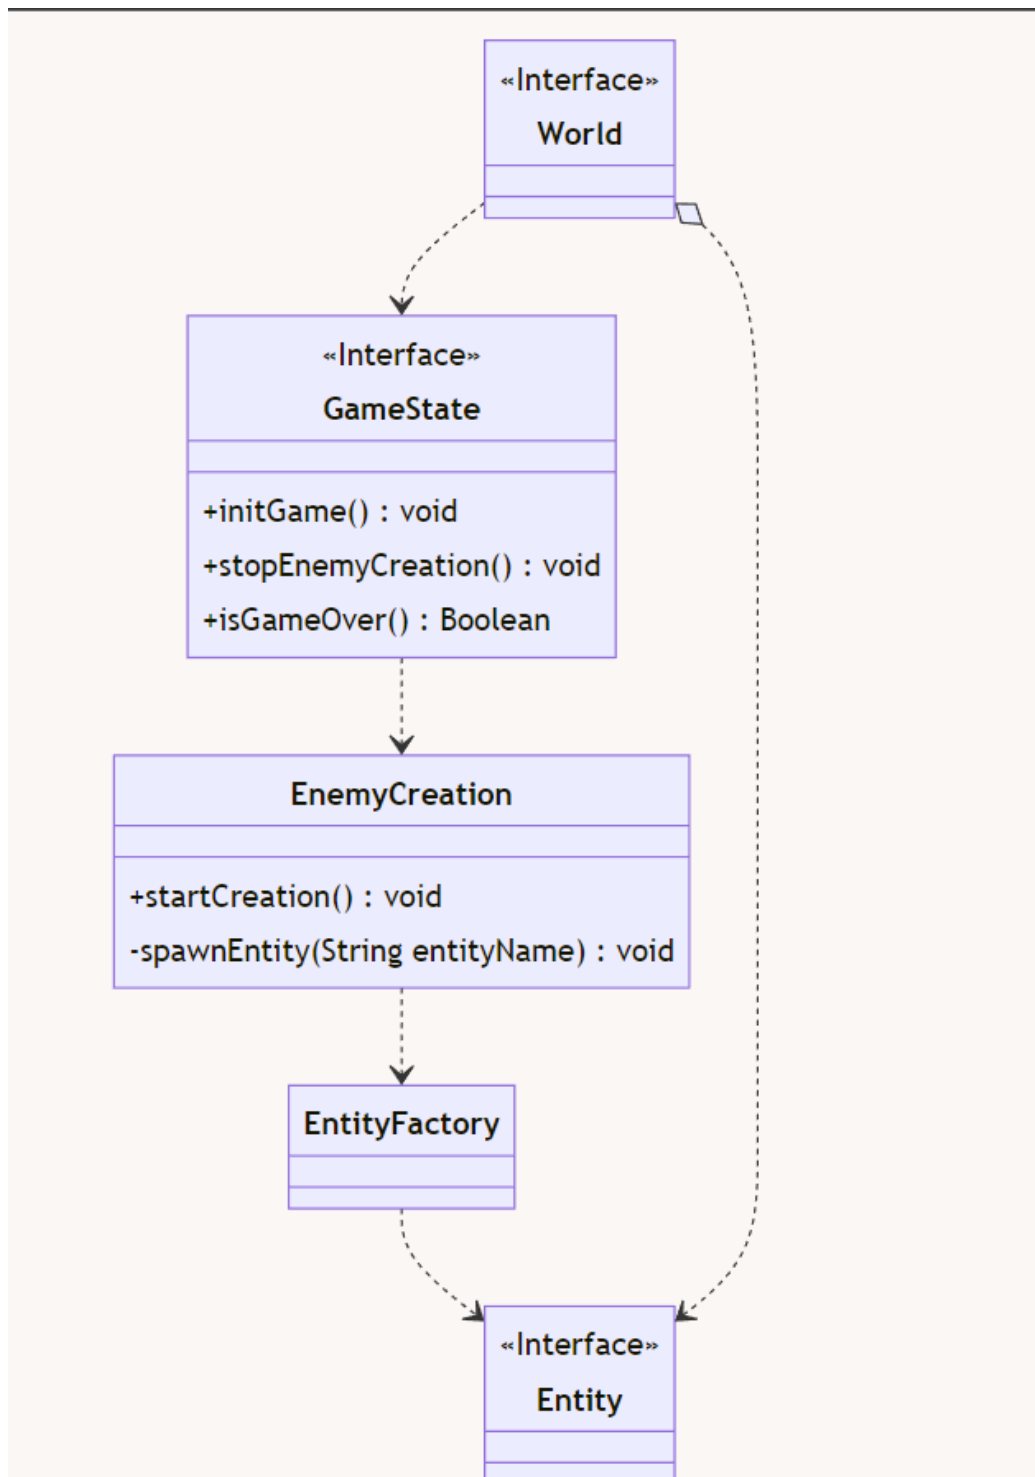 «Interface»
World
«Interface»
GameState
+initGame() : void
+stopEnemyCreation() : void
+isGameOver() : Boolean
EnemyCreation
+startCreation() : void
-spawnEntity(String entityName) : void
EntityFactory
«Interface»
Entity